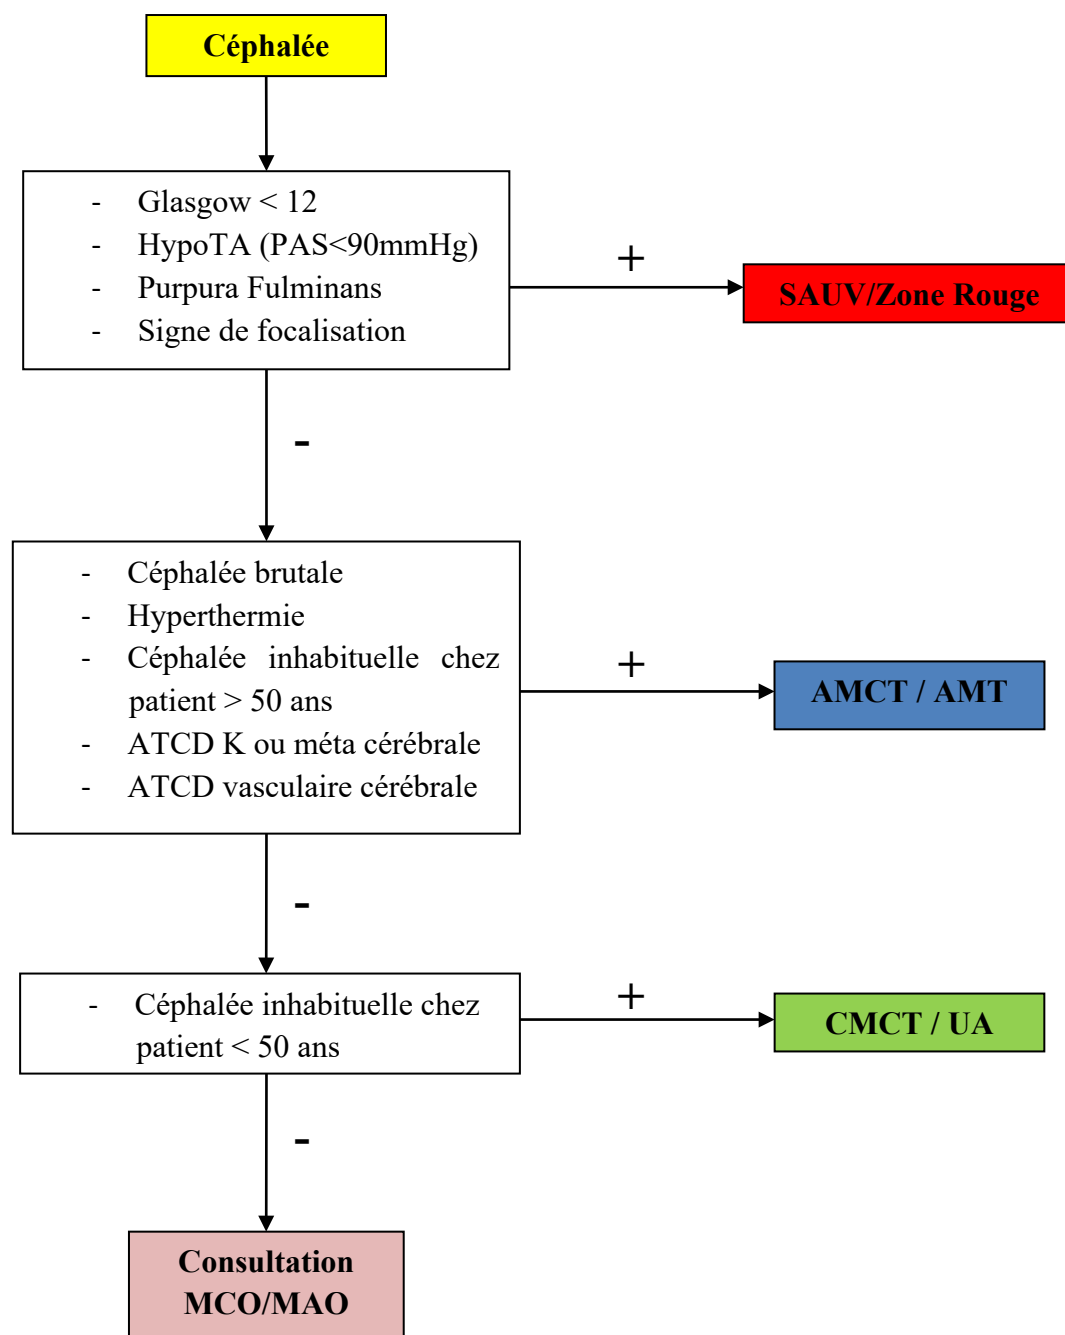 Céphalée
- Glasgow < 12
- HypoTA (PAS<90mmHg)
- Purpura Fulminans
- Signe de focalisation
+
SAUV/Zone Rouge
-
- Céphalée brutale
- Hyperthermie
- Céphalée inhabituelle chez
patient > 50 ans
- ATCD K ou méta cérébrale
- ATCD vasculaire cérébrale
+
AMCT / AMT
-
- Céphalée inhabituelle chez
patient < 50 ans
+
CMCT / UA
-
Consultation
MCO/MAO